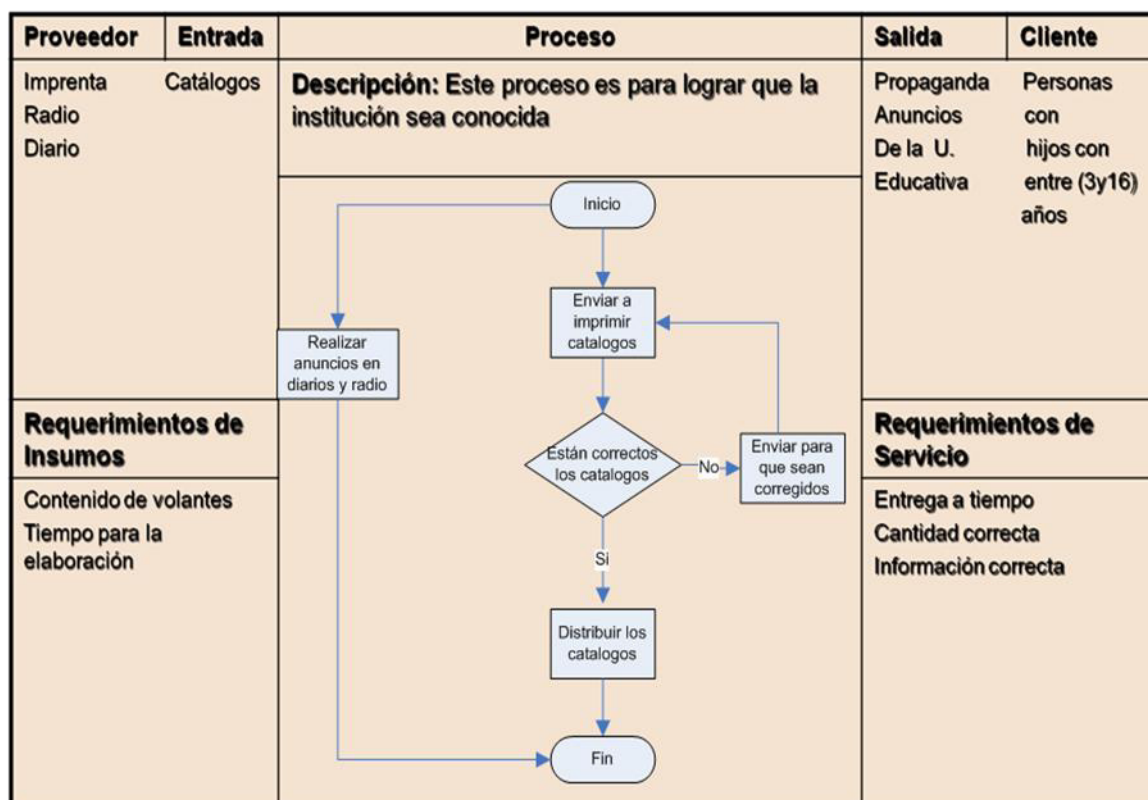 Proveedor
Entrada
Proceso
Salida
Cliente
Imprenta
Radio
Diario
Catálogos
Descripción: Este proceso es para lograr que la
institución sea conocida
Propaganda
Anuncios
De la U.
Educativa
Personas
con
hijos con
entre (3y16)
años
Inicio
Enviar a
imprimir
catalogos
Realizar
anuncios en
diarios y radio
Están correctos
los catalogos
No
Enviar para
que sean
corregidos
Si
Distribuir los
catalogos
Fin
Requerimientos de
Insumos
Contenido de volantes
Tiempo para la
elaboración
Requerimientos de
Servicio
Entrega a tiempo
Cantidad correcta
Información correcta